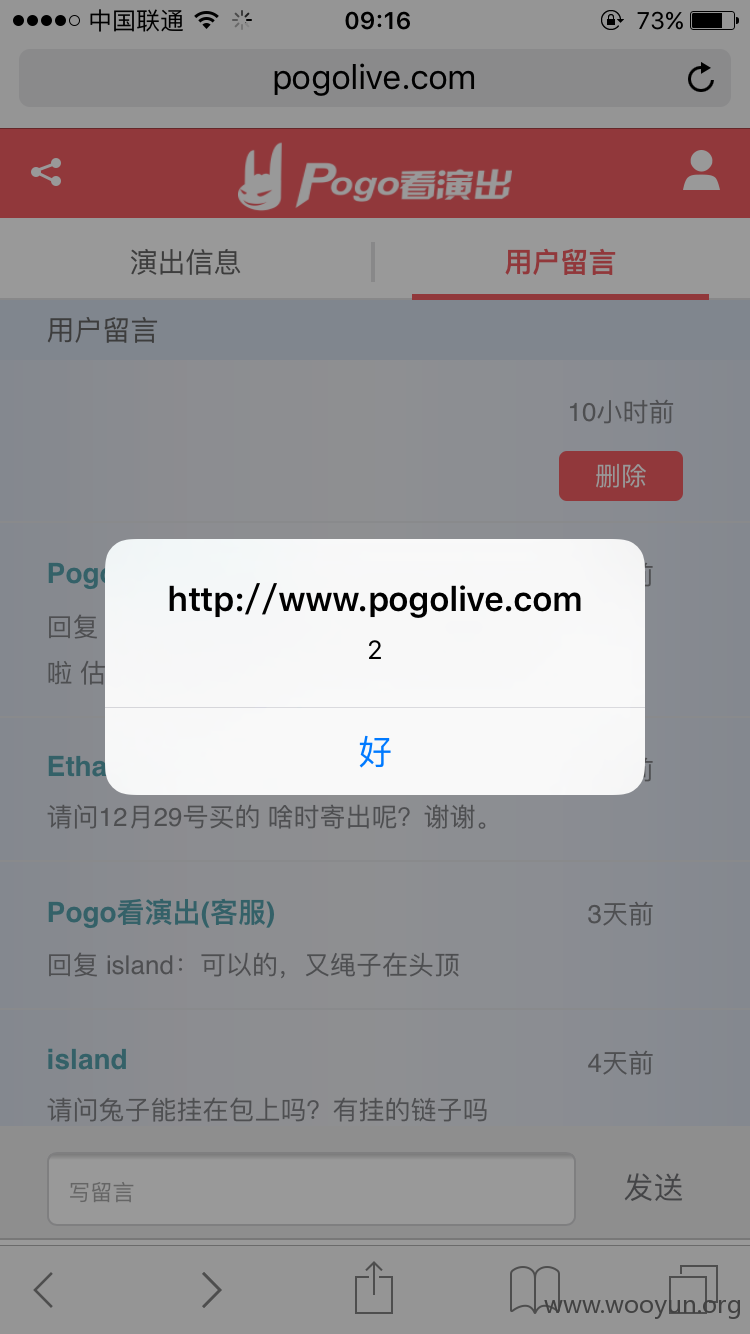 中国联通 09:16 73%
pogolive.com
Pogo看演出
演出信息 用户留言
用户留言
10小时前
删除
http://www.pogolive.com
2
好
回复
啦 估
请问12月29号买的 啥时寄出呢？谢谢。
Pogo看演出(客服) 3天前
回复 island：可以的，又绳子在头顶
island 4天前
请问兔子能挂在包上吗？有挂的链子吗
写留言 发送
www.wooyun.org